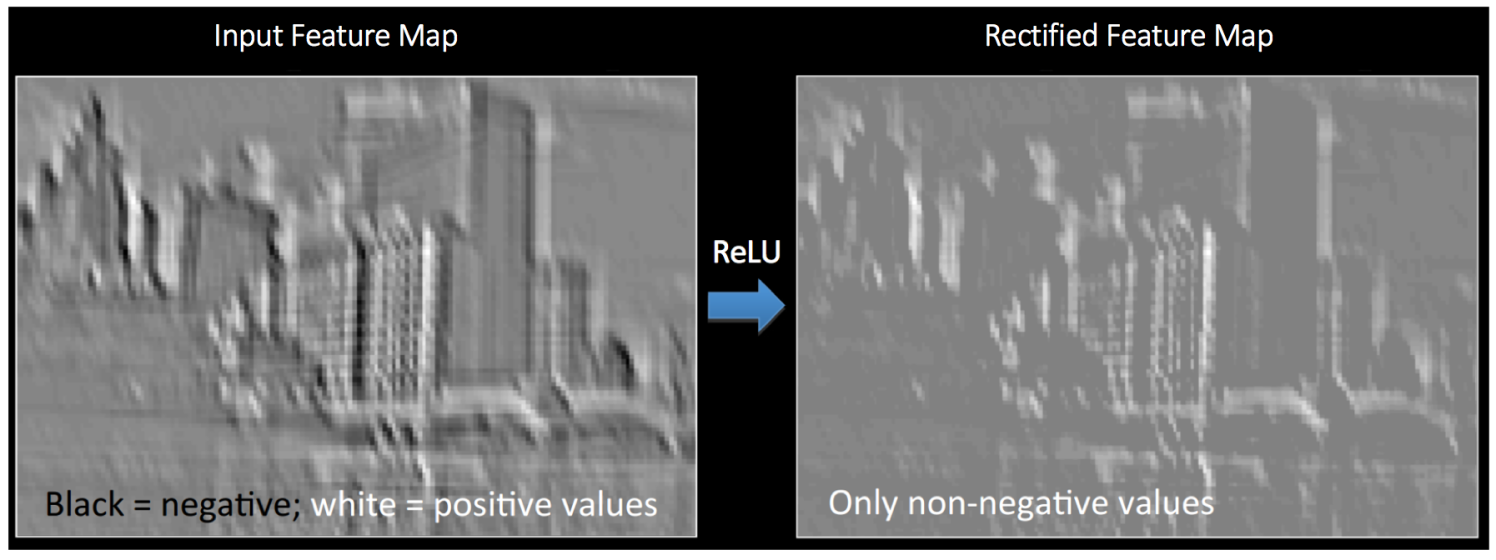 Input Feature Map
Rectified Feature Map
ReLU
Black = negative; white = positive values
Only non-negative values